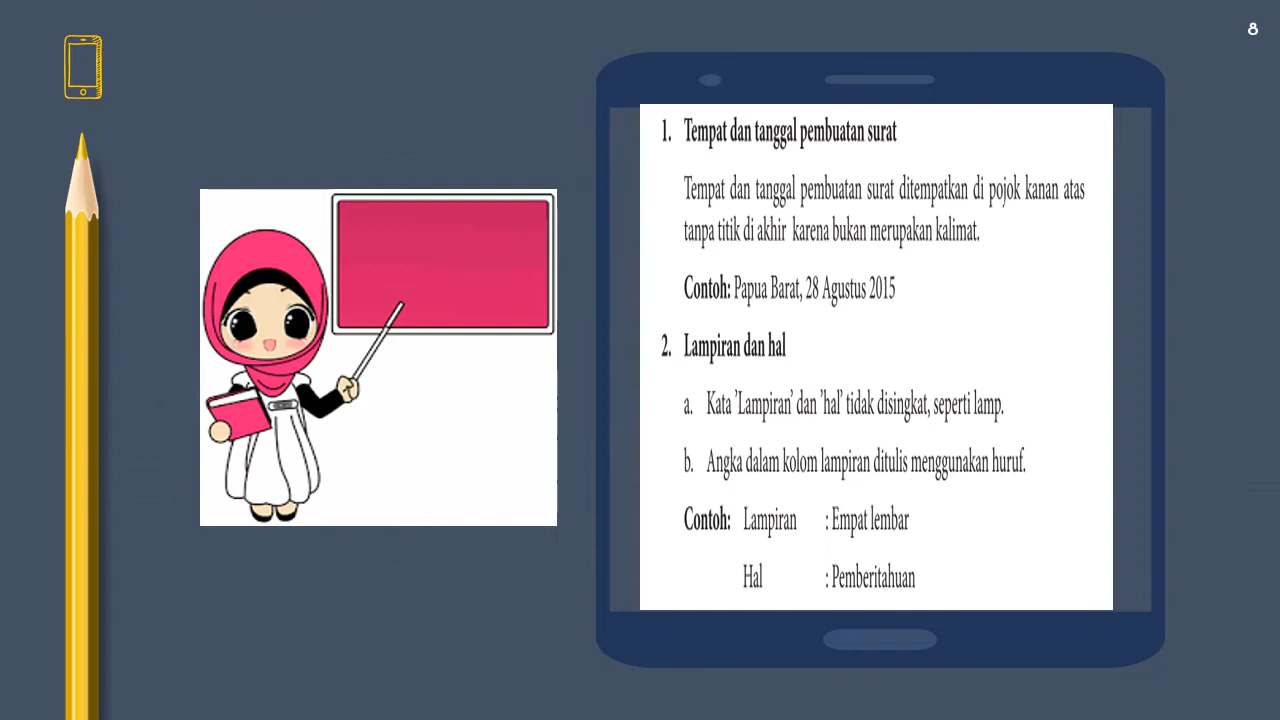 8
1. Tempat dan tanggal pembuatan surat
Tempat dan tanggal pembuatan surat ditempatkan di pojok kanan atas
tanpa titik di akhir karena bukan merupakan kalimat.
Contoh: Papua Barat, 28 Agustus 2015
2. Lampiran dan hal
a. Kata ’Lampiran’ dan ’hal’ tidak disingkat, seperti lamp.
b. Angka dalam kolom lampiran ditulis menggunakan huruf.
Contoh: Lampiran : Empat lembar
Hal : Pemberitahuan